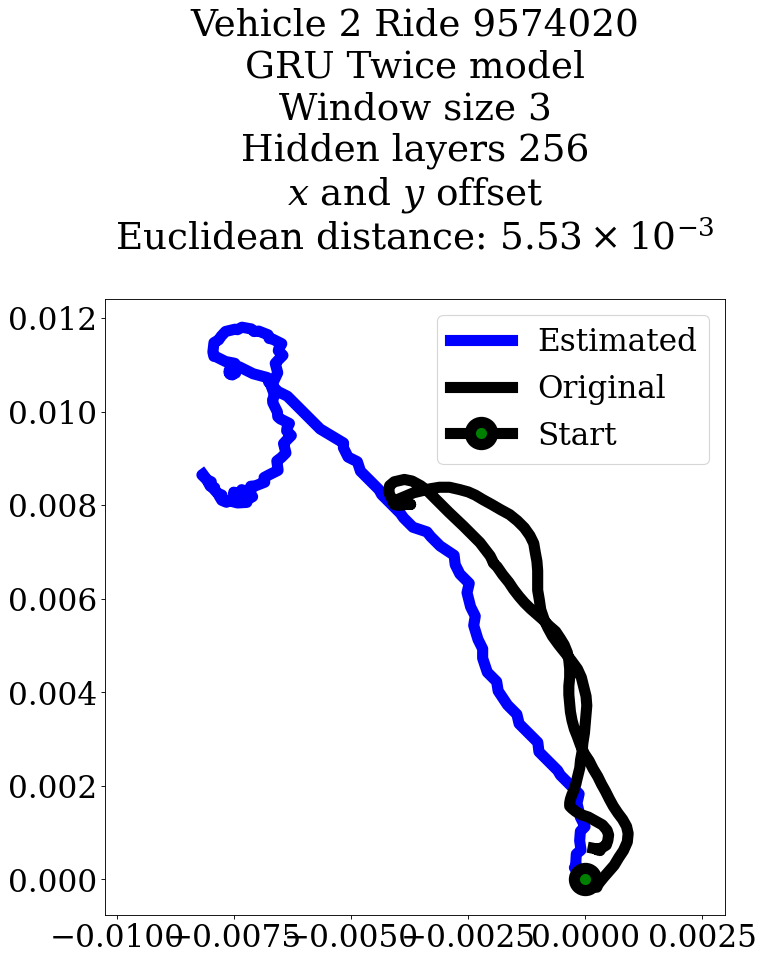 Vehicle 2 Ride 9574020
GRU Twice model
Window size 3
Hidden layers 256
x and y offset
Euclidean distance: 5.53 × 10⁻³
Estimated
Original
Start
0.012
0.010
0.008
0.006
0.004
0.002
0.000
−0.0100 −0.0075 −0.0050 −0.0025 0.0000 0.0025